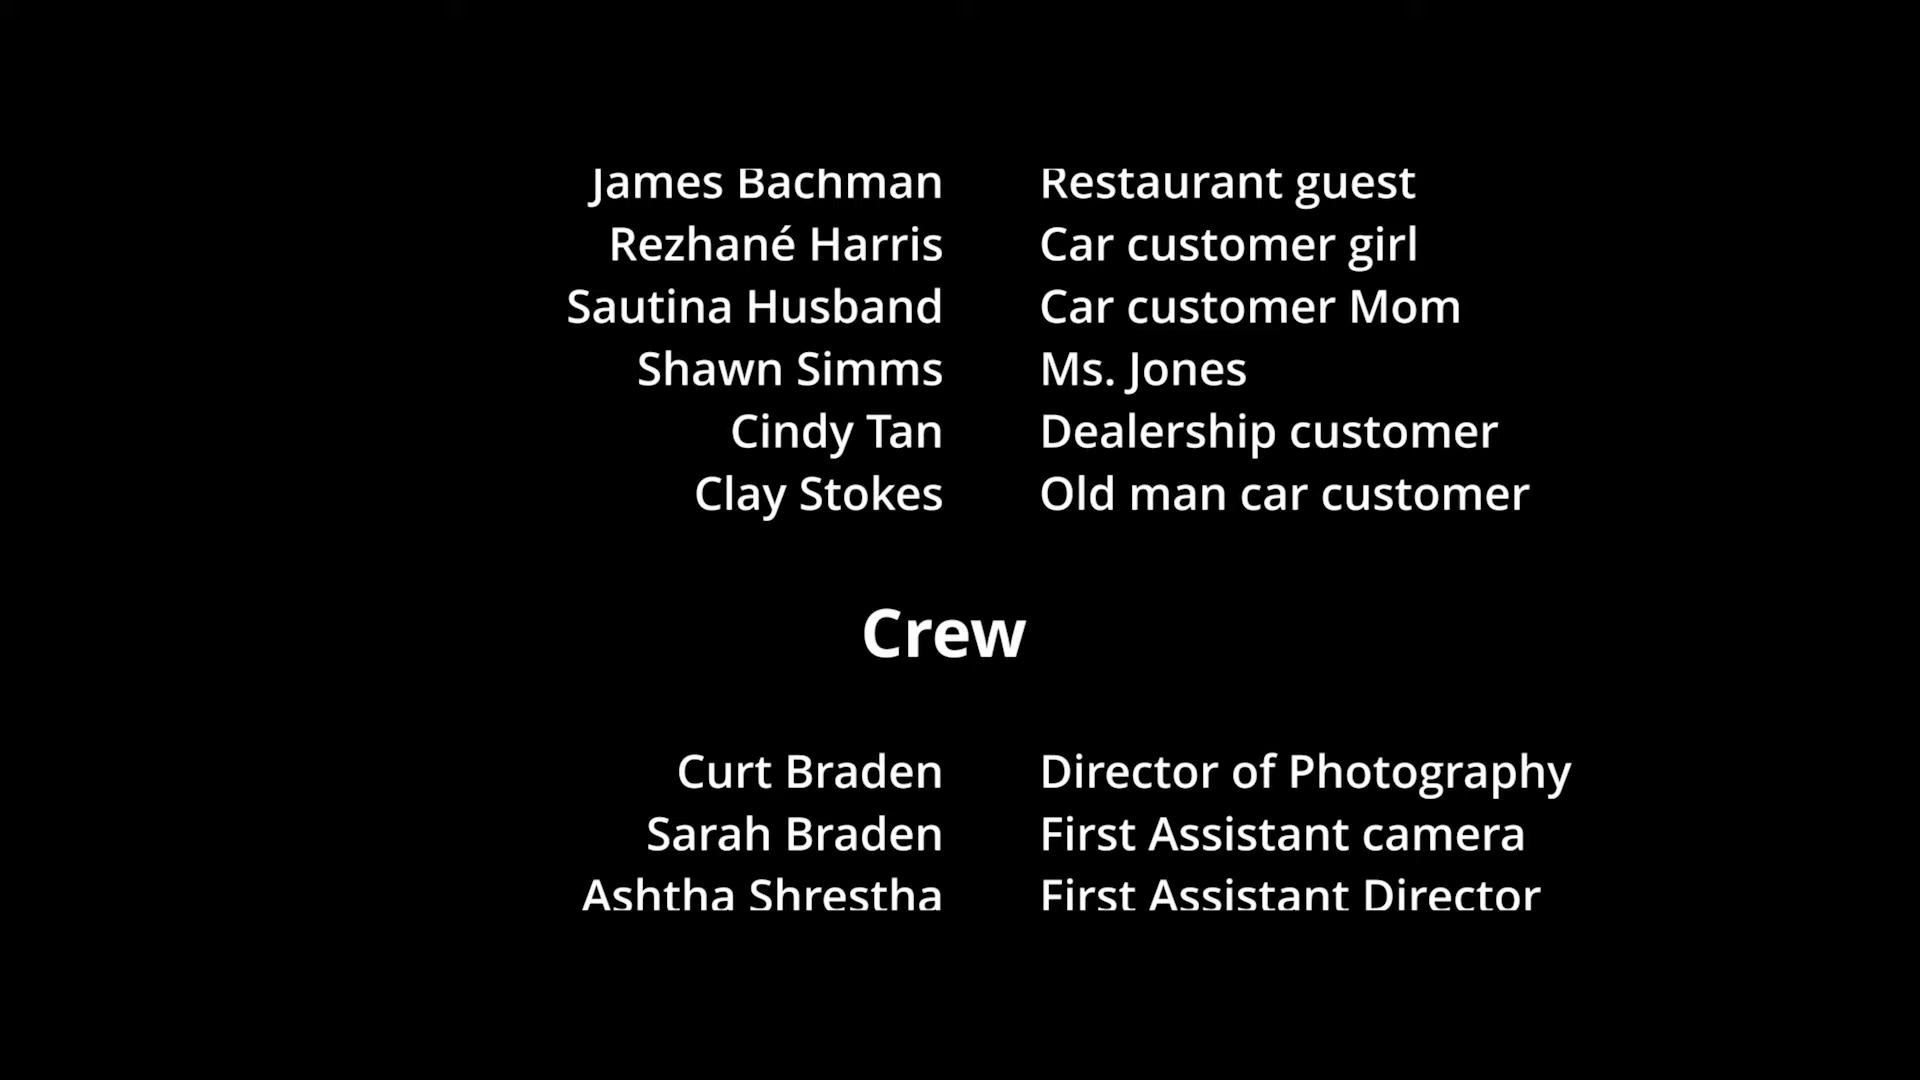 James Bachman Restaurant guest
Rezhané Harris Car customer girl
Sautina Husband Car customer Mom
Shawn Simms Ms. Jones
Cindy Tan Dealership customer
Clay Stokes Old man car customer
Crew
Curt Braden Director of Photography
Sarah Braden First Assistant camera
Ashtha Shrestha First Assistant Director